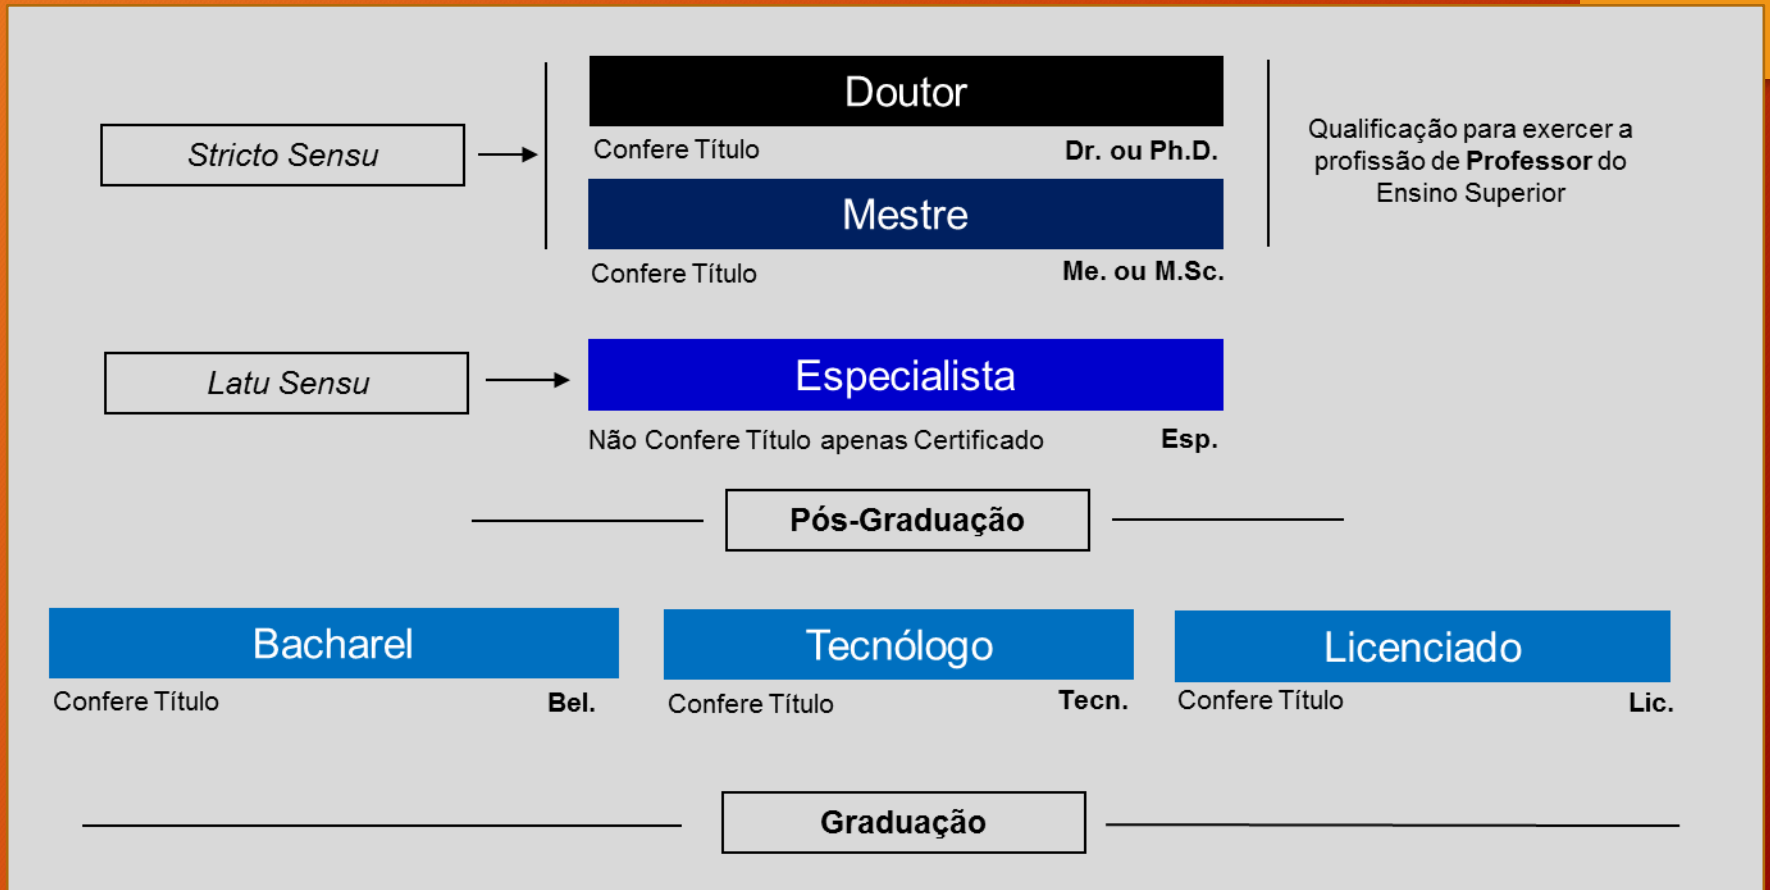 Doutor
Stricto Sensu
Confere Título
Dr. ou Ph.D.
Qualificação para exercer a
profissão de Professor do
Ensino Superior
Mestre
Confere Título
Me. ou M.Sc.
Latu Sensu
Especialista
Não Confere Título apenas Certificado
Esp.
Pós-Graduação
Bacharel
Confere Título
Bel.
Tecnólogo
Confere Título
Tecn.
Licenciado
Confere Título
Lic.
Graduação